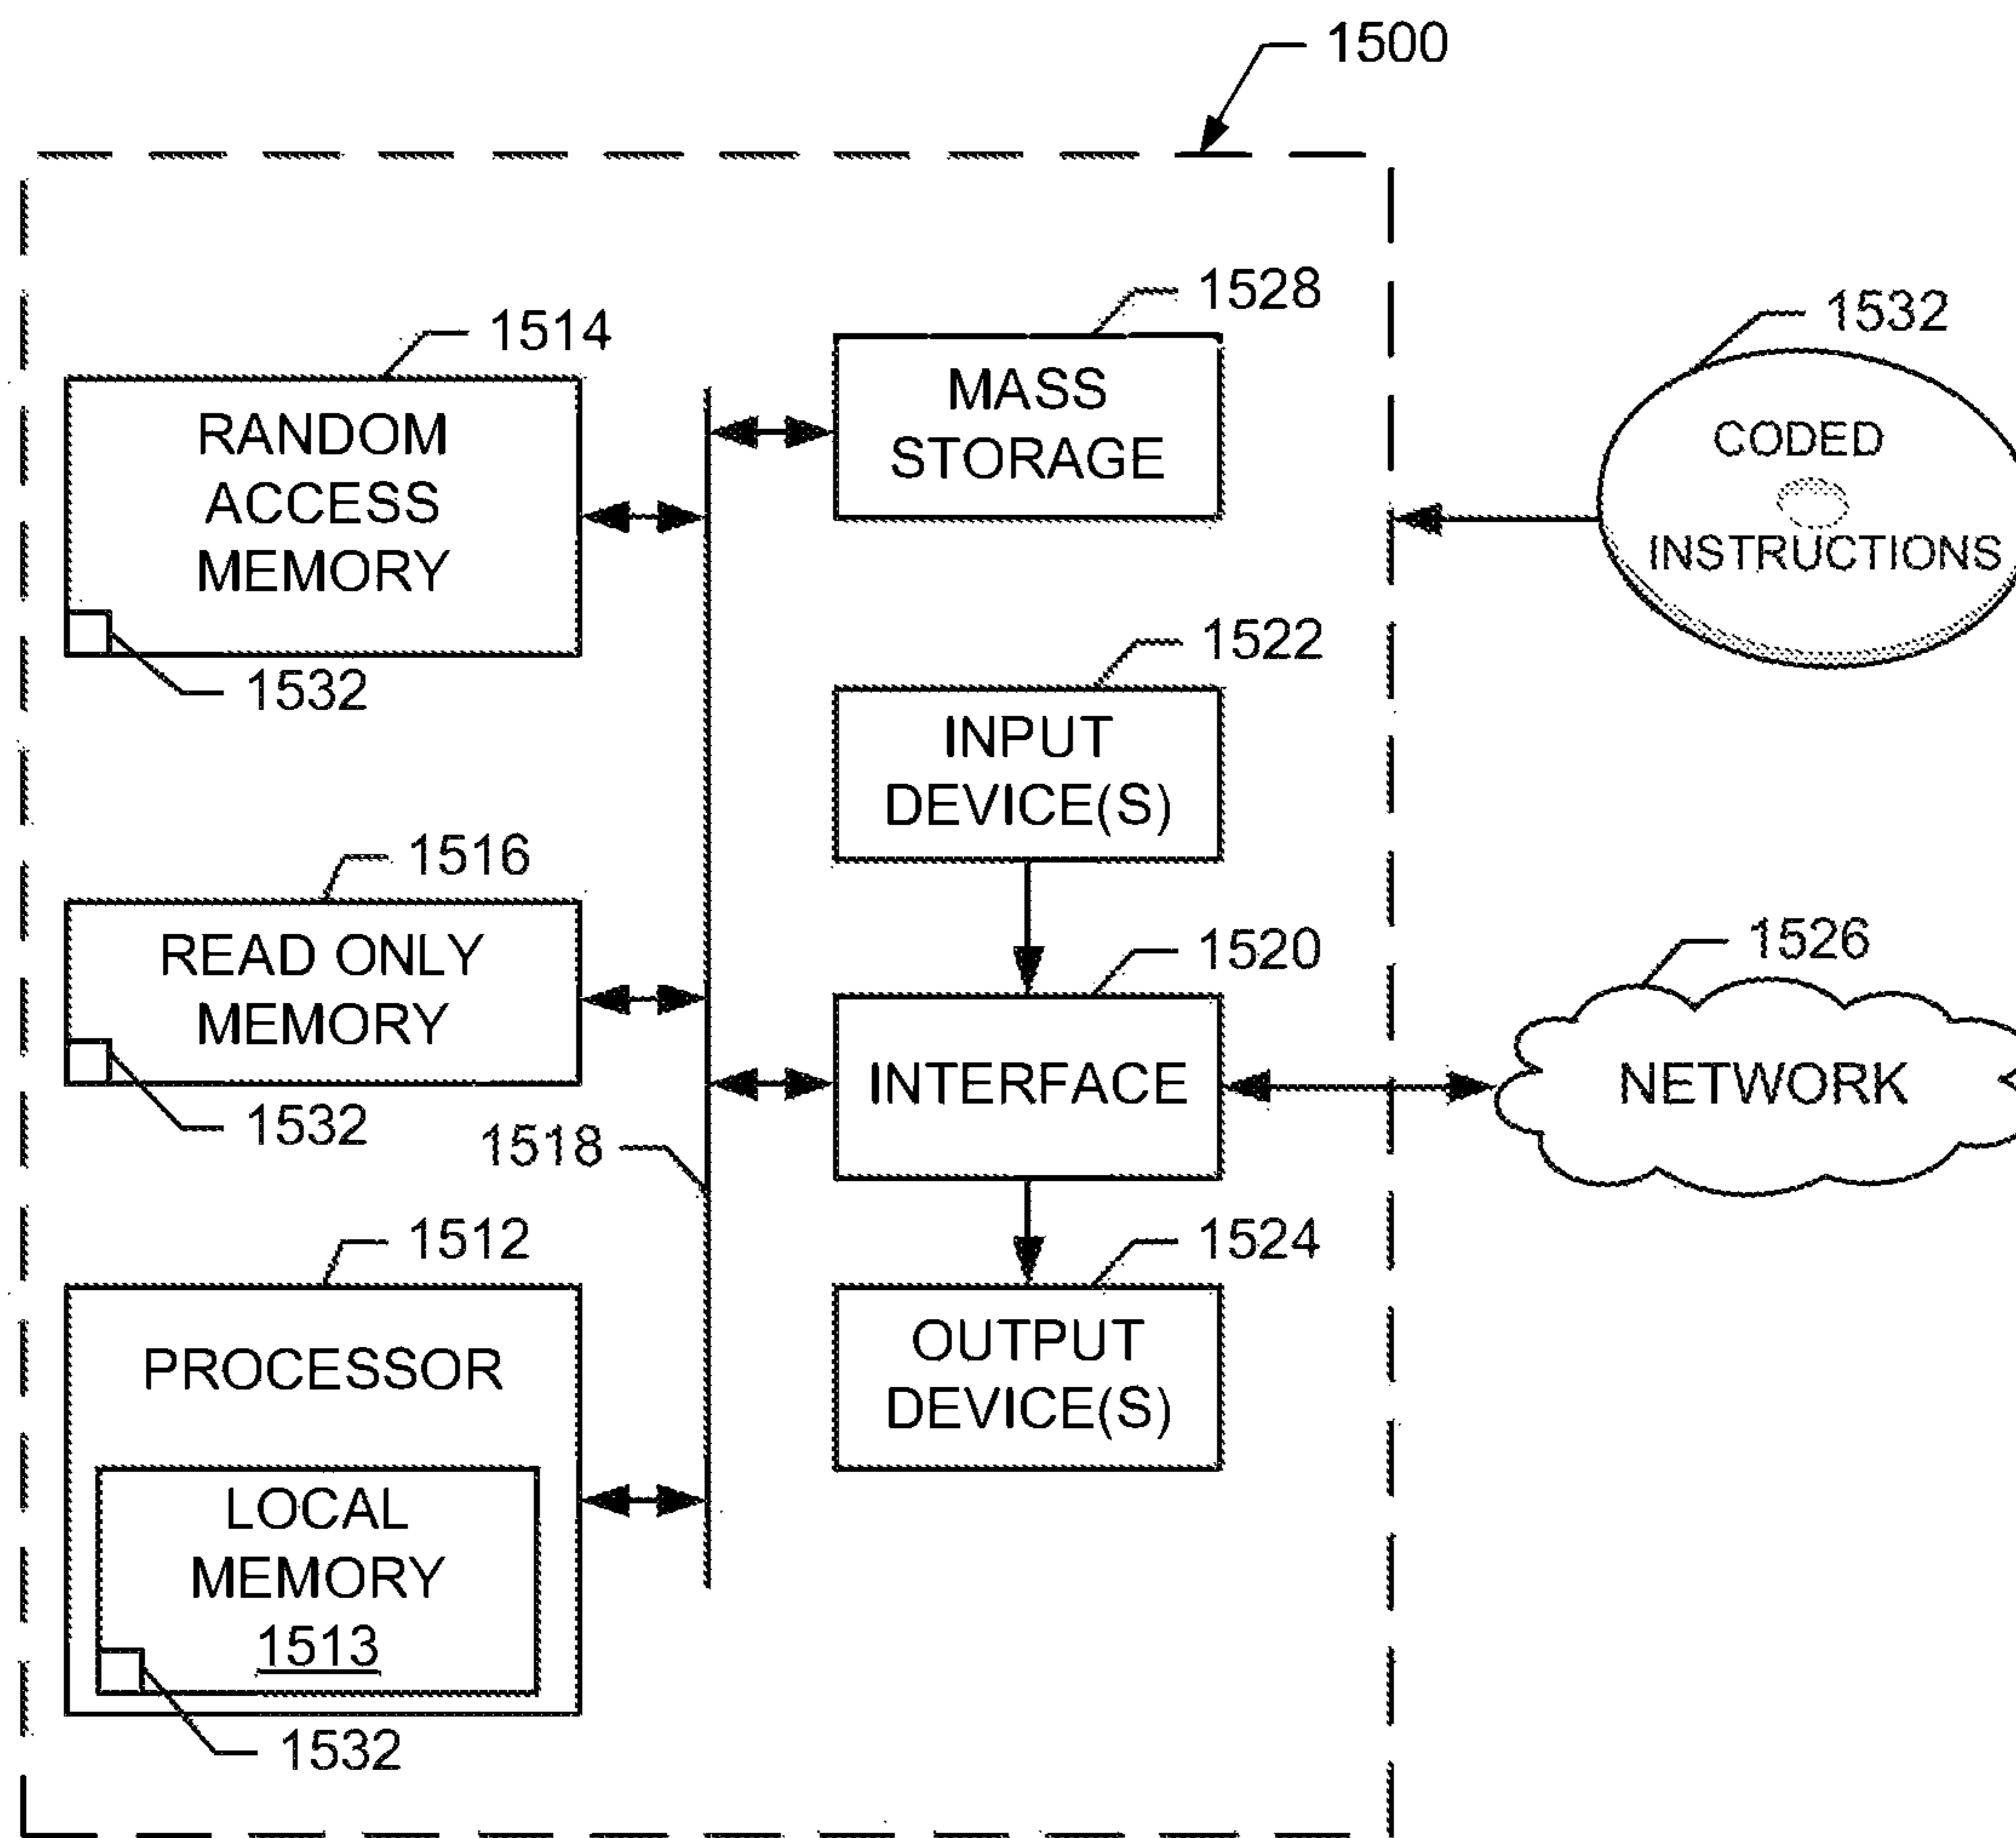 1500
1528
1514
1532
MASS
STORAGE
RANDOM
ACCESS
MEMORY
CODED
INSTRUCTIONS
1532
1522
INPUT
DEVICE(S)
1516
READ ONLY
MEMORY
1532
1518
1520
INTERFACE
1526
NETWORK
1512
PROCESSOR
LOCAL
MEMORY
1513
1532
1524
OUTPUT
DEVICE(S)